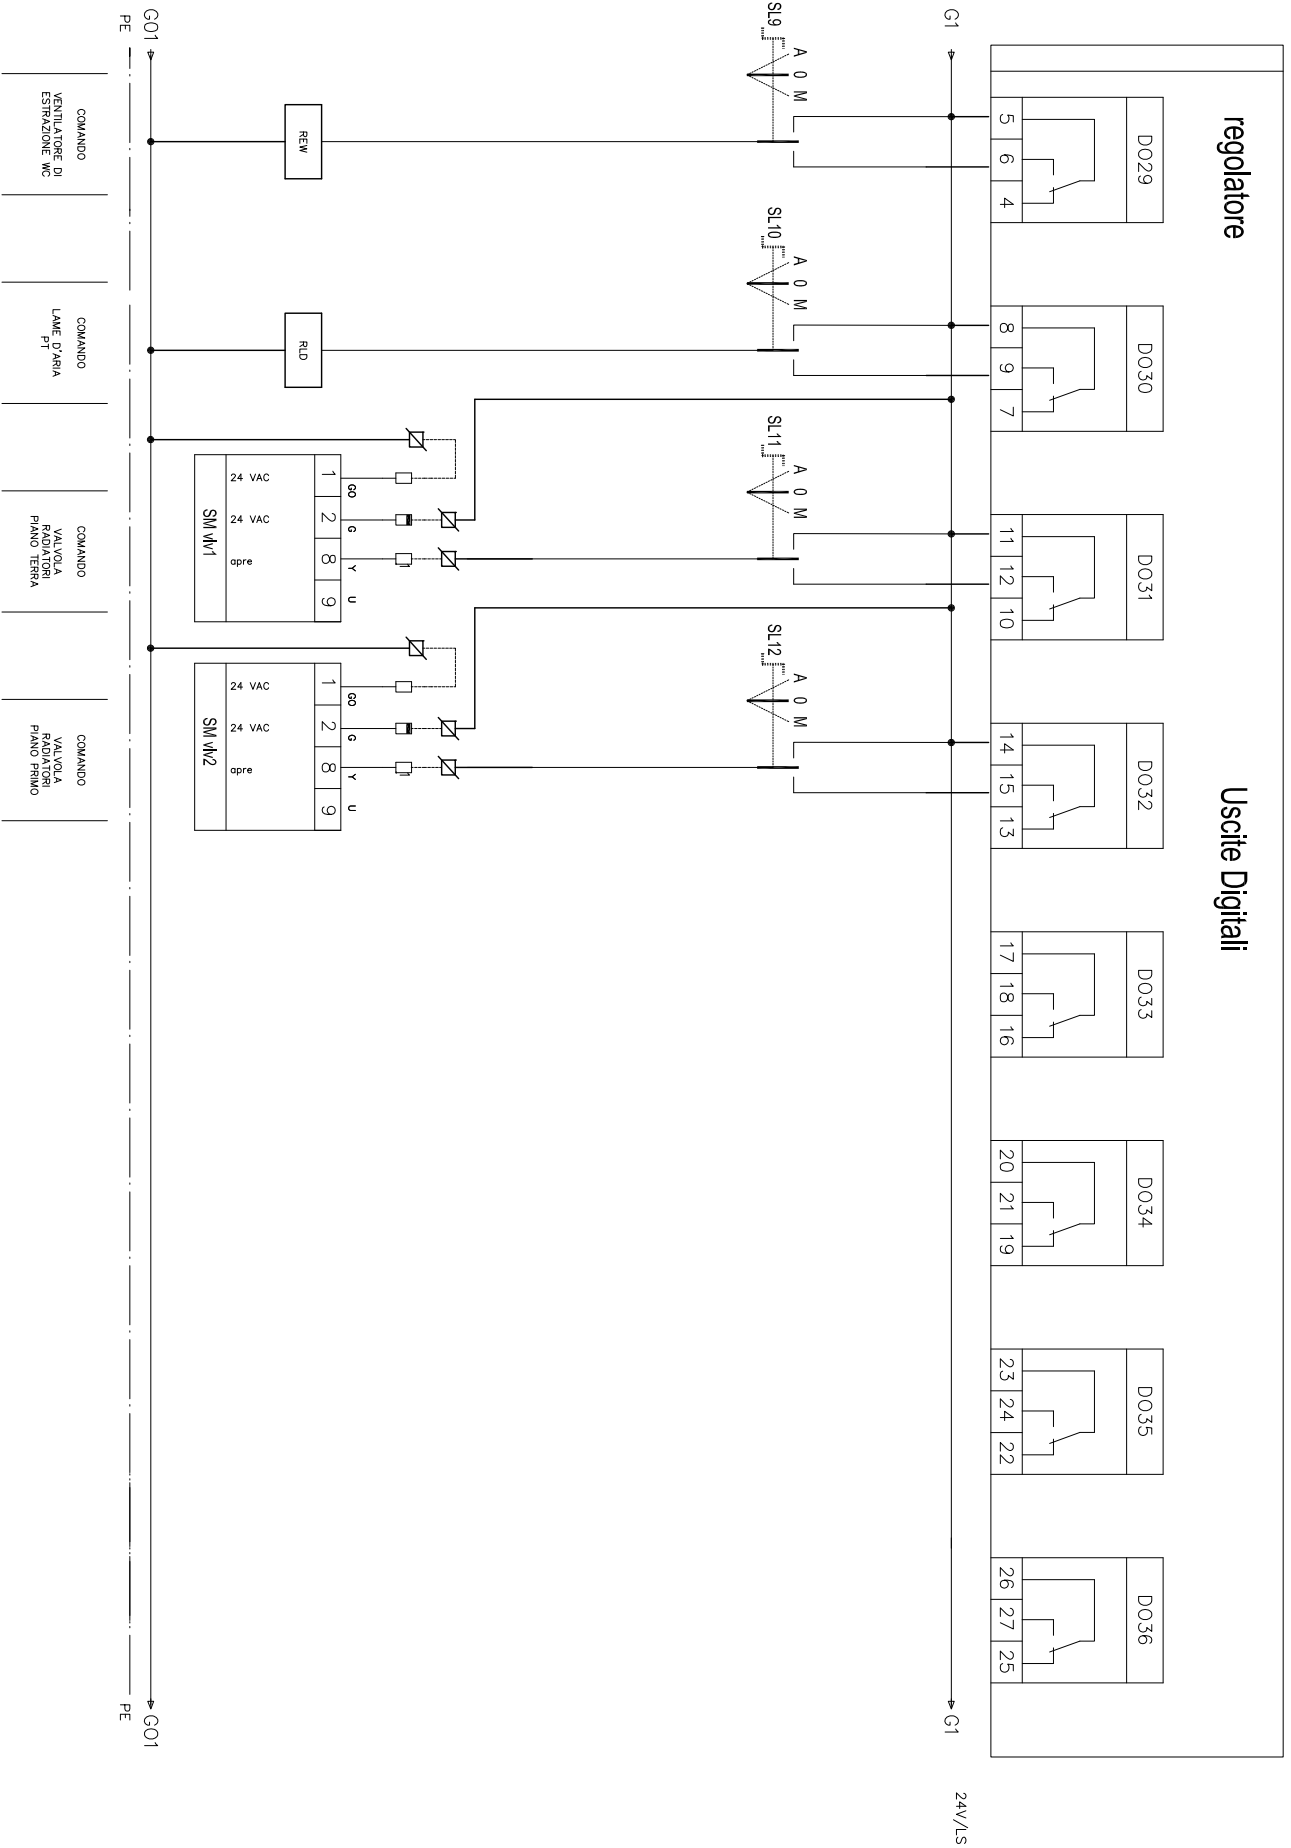 regolatore
Uscite Digitali
DO29
DO30
DO31
DO32
DO33
DO34
DO35
DO36
5 6 4
8 9 7
11 12 10
14 15 13
17 18 16
20 21 19
23 24 22
26 27 25
G1
G1
24V/LS
SL9
A 0 M
SL10
A 0 M
SL11
A 0 M
SL12
A 0 M
REW
RLD
G0 G Y U
1 2 8 9
24 VAC
24 VAC
apre
SM vlv1
G0 G Y U
1 2 8 9
24 VAC
24 VAC
apre
SM vlv2
GO1
GO1
PE
PE
COMANDO
VENTILATORE DI
ESTRAZIONE WC
COMANDO
LAME D'ARIA
PT
COMANDO
VALVOLA
RADIATORI
PIANO TERRA
COMANDO
VALVOLA
RADIATORI
PIANO PRIMO